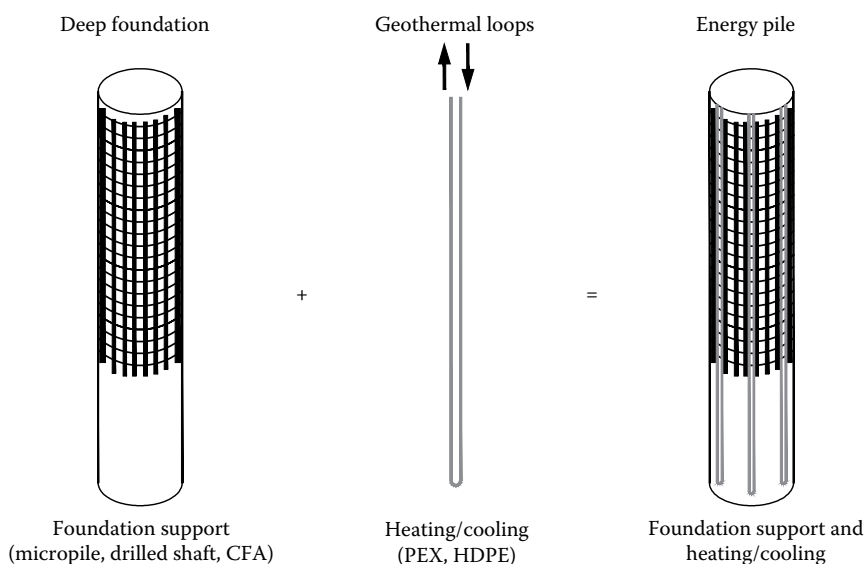 Deep foundation
Geothermal loops
Energy pile
+
=
Foundation support
(micropile, drilled shaft, CFA)
Heating/cooling
(PEX, HDPE)
Foundation support and
heating/cooling